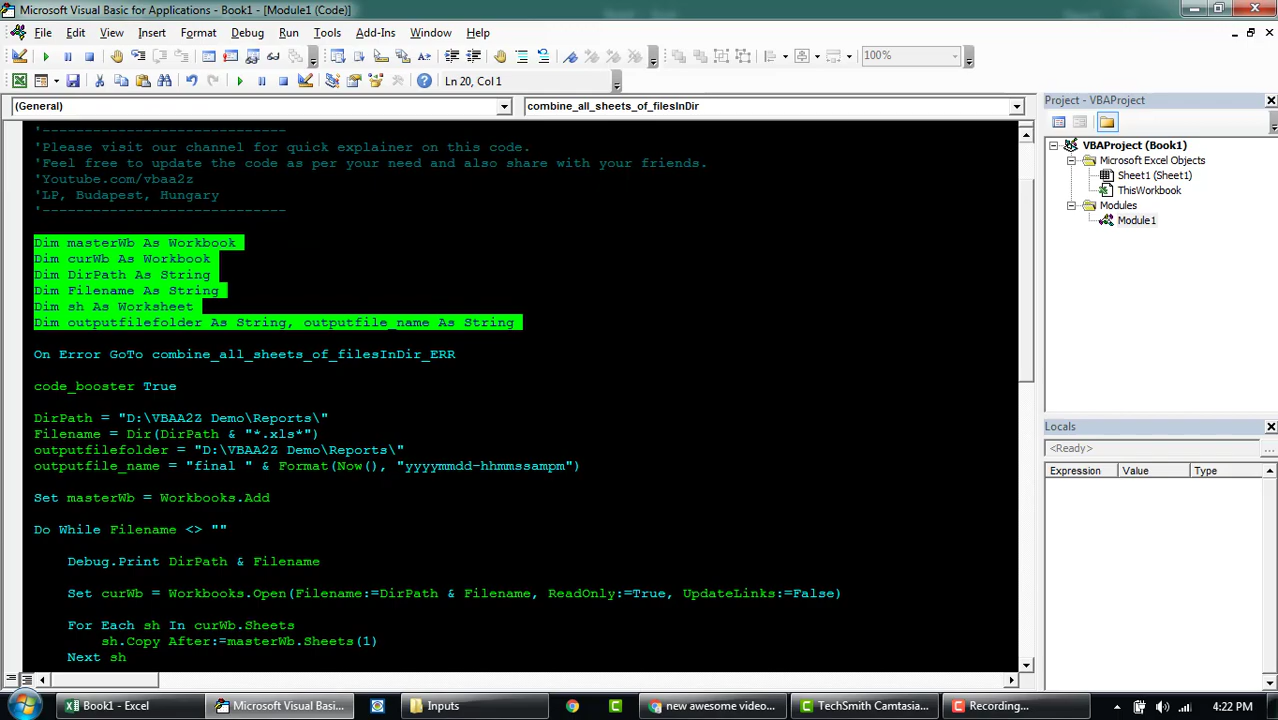 Microsoft Visual Basic for Applications - Book1 - [Module1 (Code)]
File Edit View Insert Format Debug Run Tools Add-Ins Window Help
100%
Ln 20, Col 1
(General)
combine_all_sheets_of_filesInDir
'-----------------------------
'Please visit our channel for quick explainer on this code.
'Feel free to update the code as per your need and also share with your friends.
'Youtube.com/vbaa2z
'LP, Budapest, Hungary
'-----------------------------
Dim masterWb As Workbook
Dim curWb As Workbook
Dim DirPath As String
Dim Filename As String
Dim sh As Worksheet
Dim outputfilefolder As String, outputfile_name As String
On Error GoTo combine_all_sheets_of_filesInDir_ERR
code_booster True
DirPath = "D:\VBAA2Z Demo\Reports\"
Filename = Dir(DirPath & "*.xls*")
outputfilefolder = "D:\VBAA2Z Demo\Reports\"
outputfile_name = "final " & Format(Now(), "yyyymmdd-hhmmssampm")
Set masterWb = Workbooks.Add
Do While Filename <> ""
Debug.Print DirPath & Filename
Set curWb = Workbooks.Open(Filename:=DirPath & Filename, ReadOnly:=True, UpdateLinks:=False)
For Each sh In curWb.Sheets
sh.Copy After:=masterWb.Sheets(1)
Next sh
Project - VBAProject
VBAProject (Book1)
Microsoft Excel Objects
Sheet1 (Sheet1)
ThisWorkbook
Modules
Module1
Locals
<Ready>
...
Expression Value Type
Book1 - Excel
Microsoft Visual Basi...
Inputs
new awesome video...
TechSmith Camtasia...
Recording...
4:22 PM